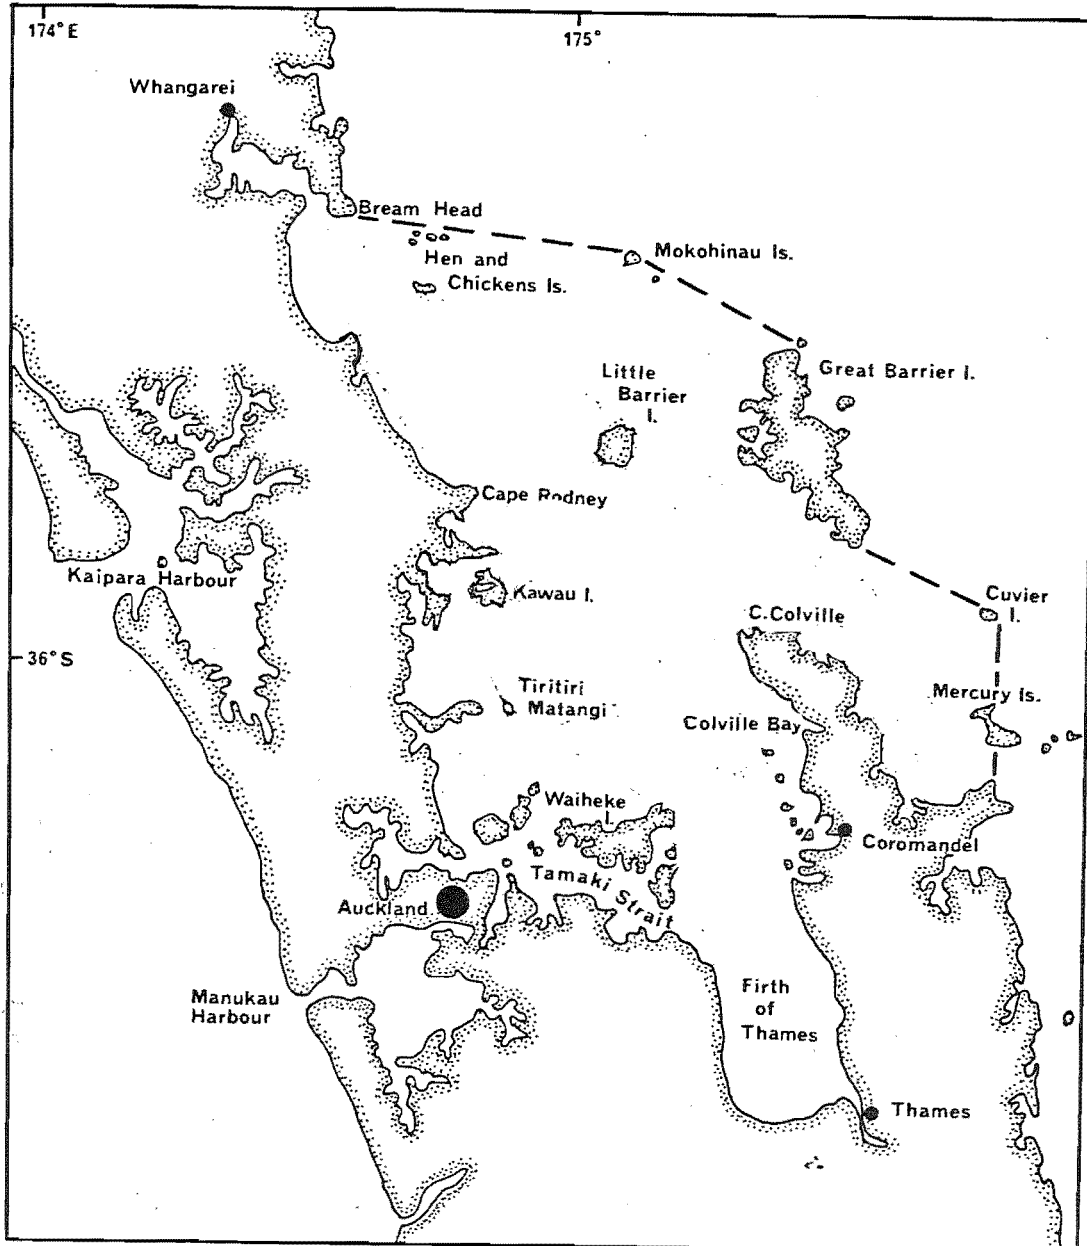 174° E
175°
Whangarei
Bream Head
Mokohinau Is.
Hen and
Chickens Is.
Great Barrier I.
Little
Barrier
I.
Cape Rodney
Kaipara Harbour
Kawau I.
Cuvier
I.
C.Colville
36° S
Tiritiri
Matangi
Mercury Is.
Colville Bay
Waiheke
I.
Coromandel
Tamaki Strait
Auckland
Manukau
Harbour
Firth
of
Thames
Thames